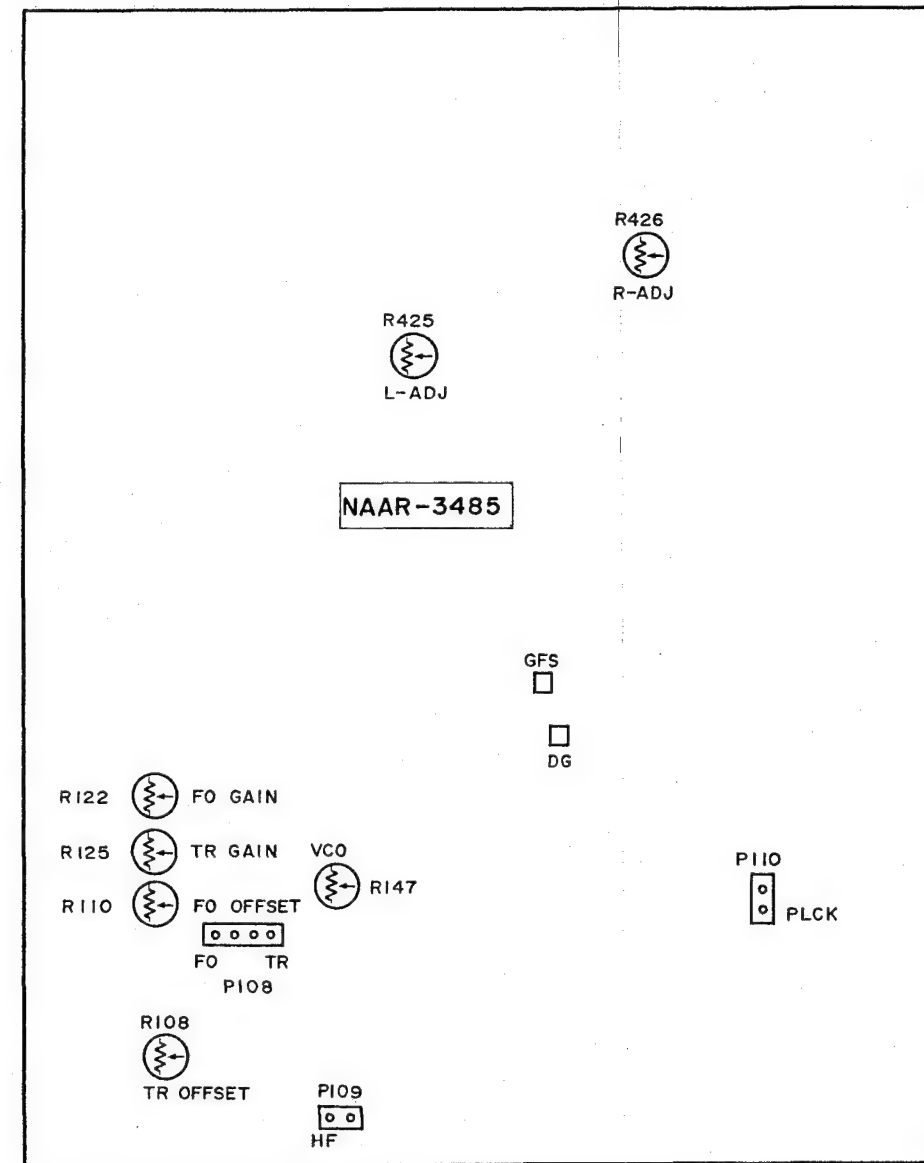 R426
R-ADJ
R425
L-ADJ
NAAR-3485
GFS
DG
R122 FO GAIN
R125 TR GAIN
VCO
R147
R110 FO OFFSET
P110
PLCK
FO TR
P108
R108
TR OFFSET
P109
HF